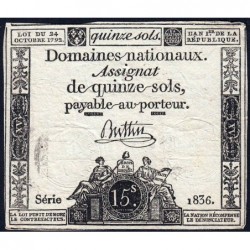 LOI DU 24 OCTOBRE 1792.
quinze sols.
L'AN 1er DE LA RÉPUBLIQUE.
Domaines nationaux.
Assignat
de quinze sols,
payable au porteur.
Buttin
15.s
Série 1836.
LA LOI PUNIT DE MORT LE CONTREFACTEUR.
LA NATION RÉCOMPENSE LE DÉNONCIATEUR.